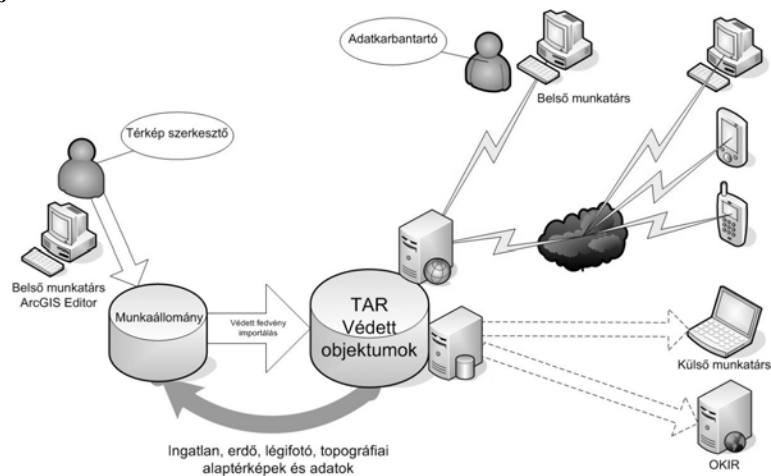 Adatkarbantartó
Belső munkatárs
Térkép szerkesztő
Belső munkatárs
ArcGIS Editor
Munkaállomány
Védett fedvény
importálás
TAR
Védett
objektumok
Külső munkatárs
OKIR
Ingatlan, erdő, légifotó, topográfiai
alaptérképek és adatok